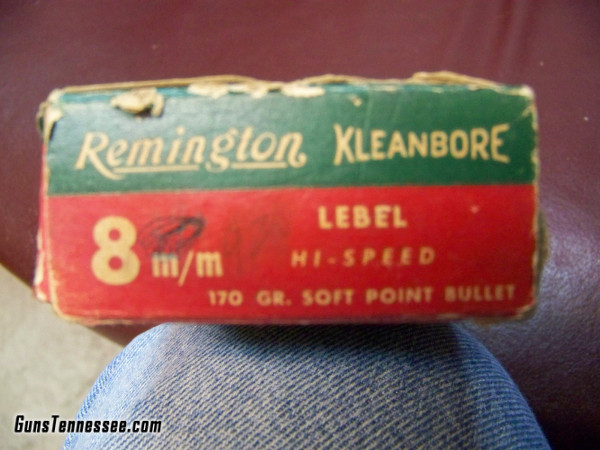 Remington KLEANBORE
8 m/m LEBEL
HI-SPEED
170 GR. SOFT POINT BULLET
GunsTennessee.com